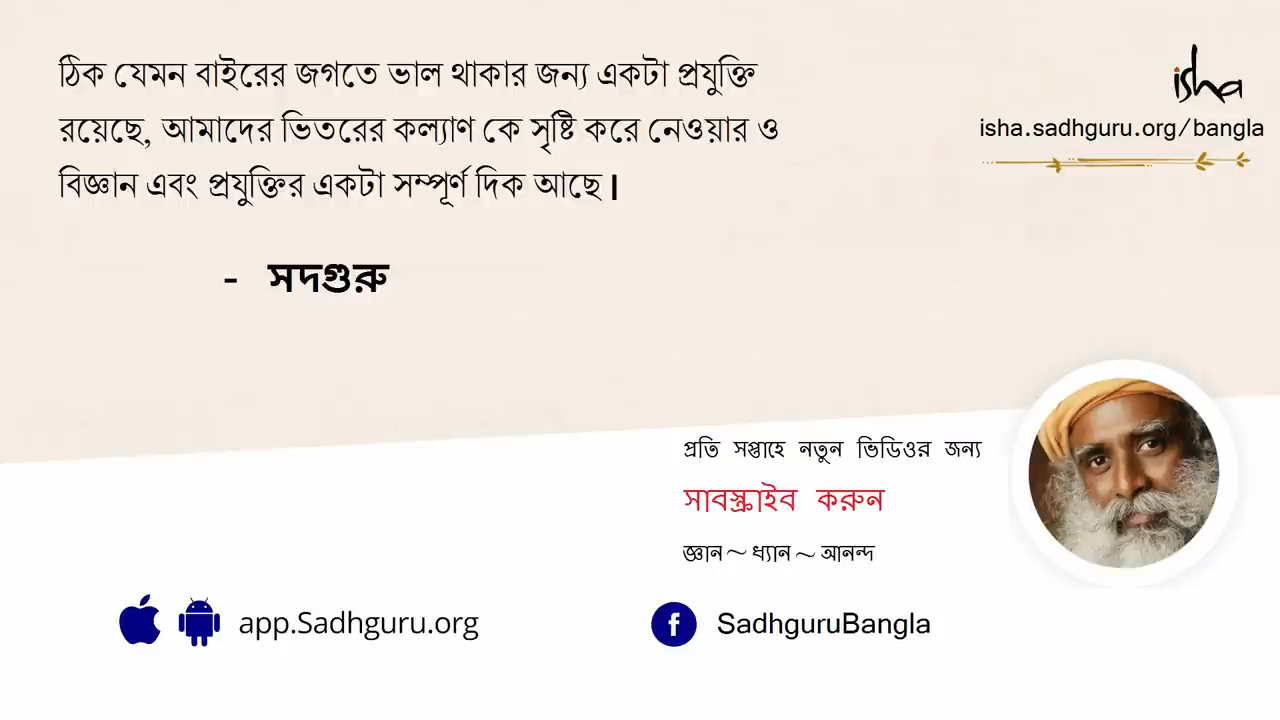 ঠিক যেমন বাইরের জগতে ভাল থাকার জন্য একটা প্রযুক্তি
রয়েছে, আমাদের ভিতরের কল্যাণ কে সৃষ্টি করে নেওয়ার ও
বিজ্ঞান এবং প্রযুক্তির একটা সম্পূর্ণ দিক আছে।
- সদগুরু
isha
isha.sadhguru.org/bangla
প্রতি সপ্তাহে নতুন ভিডিওর জন্য
সাবস্ক্রাইব করুন
জ্ঞান ~ ধ্যান ~ আনন্দ
app.Sadhguru.org
f SadhguruBangla